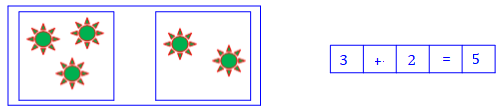 3 + 2 = 5